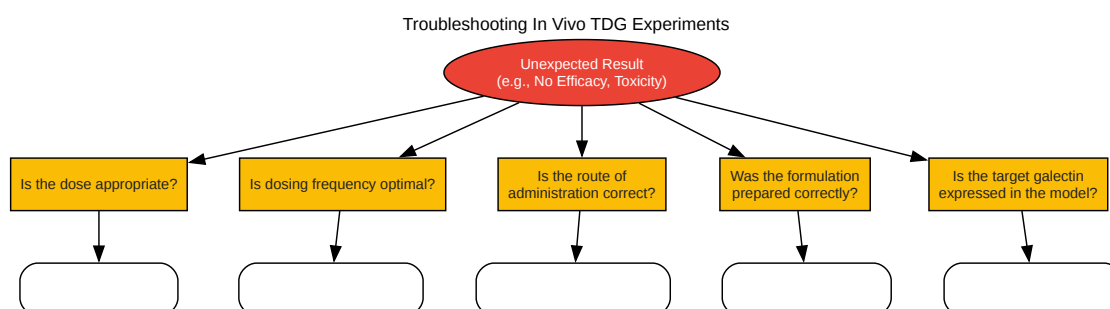 Troubleshooting In Vivo TDG Experiments
Unexpected Result
(e.g., No Efficacy, Toxicity)
Is the dose appropriate?
Is dosing frequency optimal?
Is the route of
administration correct?
Was the formulation
prepared correctly?
Is the target galectin
expressed in the model?